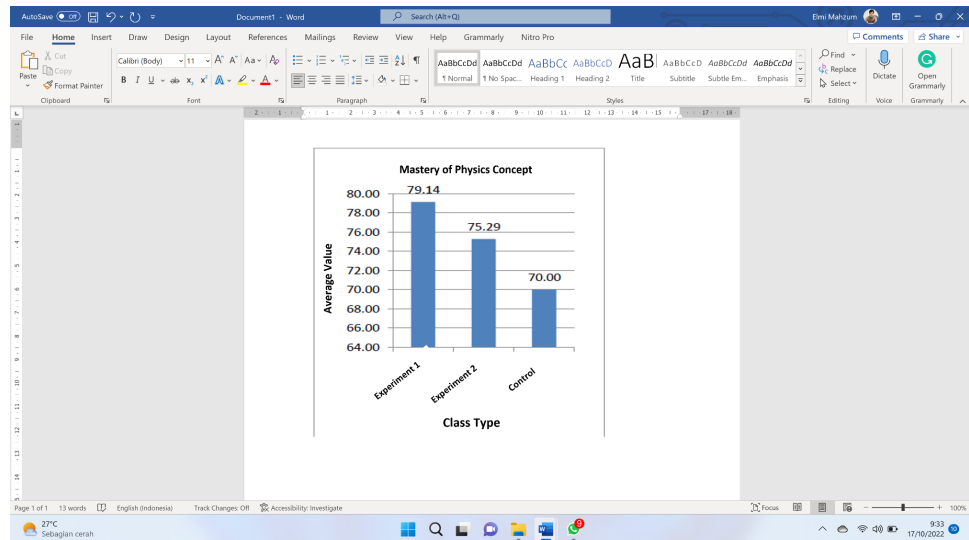 AutoSave Off Document1 - Word Search (Alt+Q) Elmi Mahzum
File Home Insert Draw Design Layout References Mailings Review View Help Grammarly Nitro Pro Comments Share
Paste Cut Copy Format Painter
Calibri (Body) 11
AaBbCcDd AaBbCcDd AaBbCc AaBbCcD AaB AaBbCcD AaBbCcDd AaBbCcDd
¶ Normal ¶ No Spac... Heading 1 Heading 2 Title Subtitle Subtle Em... Emphasis
Find Replace Select Dictate Open Grammarly
Clipboard Font Paragraph Styles Editing Voice Grammarly
Mastery of Physics Concept
80.00 79.14
78.00
76.00 75.29
74.00
72.00
70.00 70.00
68.00
66.00
64.00
Average Value
Experiment 1 Experiment 2 Control
Class Type
Page 1 of 1 13 words English (Indonesia) Track Changes: Off Accessibility: Investigate Focus 100%
27°C 9:33
Sebagian cerah 17/10/2022